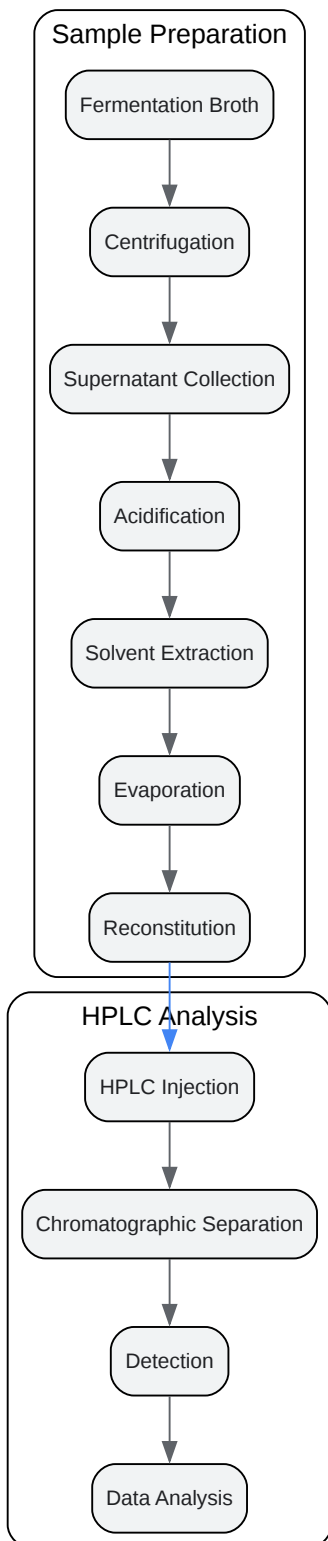 Sample Preparation
Fermentation Broth
Centrifugation
Supernatant Collection
Acidification
Solvent Extraction
Evaporation
Reconstitution
HPLC Analysis
HPLC Injection
Chromatographic Separation
Detection
Data Analysis